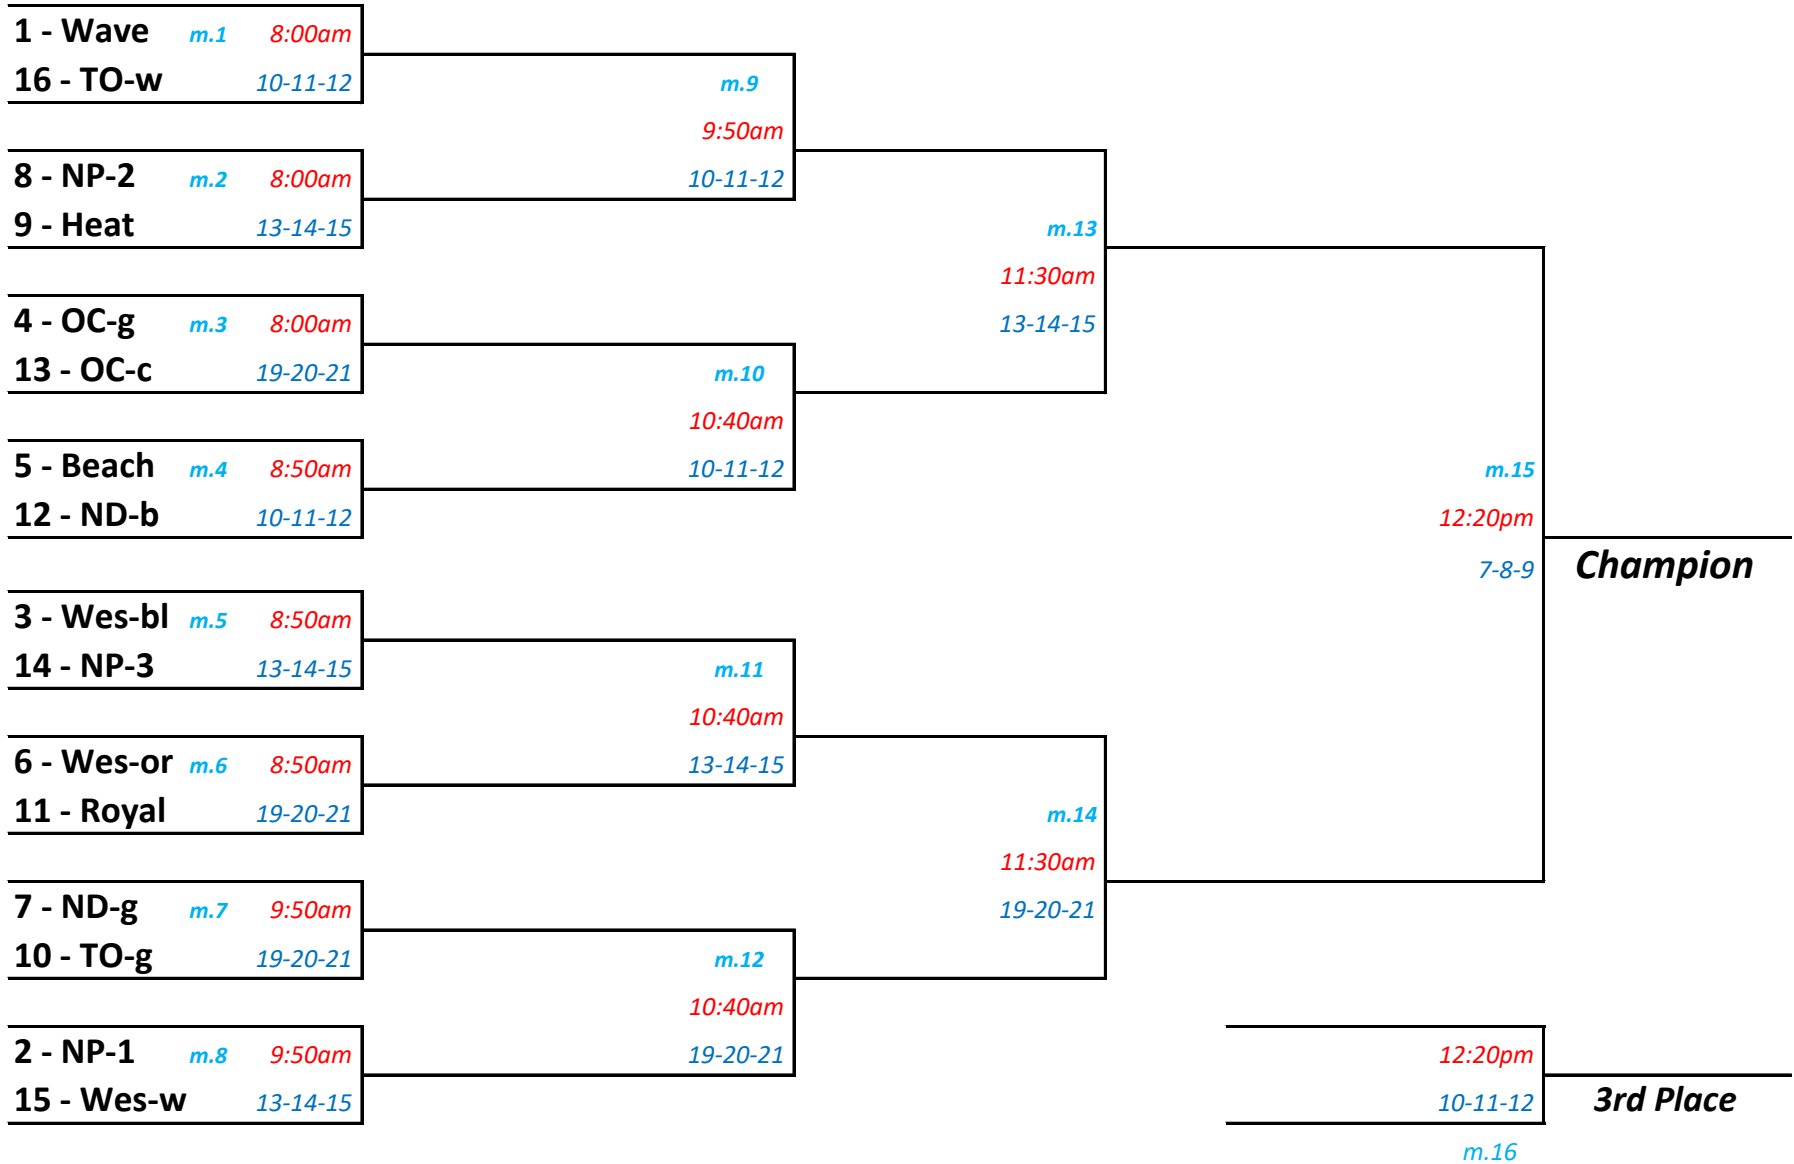 1 - Wave m.1 8:00am
16 - TO-w 10-11-12
8 - NP-2 m.2 8:00am
9 - Heat 13-14-15
4 - OC-g m.3 8:00am
13 - OC-c 19-20-21
5 - Beach m.4 8:50am
12 - ND-b 10-11-12
3 - Wes-bl m.5 8:50am
14 - NP-3 13-14-15
6 - Wes-or m.6 8:50am
11 - Royal 19-20-21
7 - ND-g m.7 9:50am
10 - TO-g 19-20-21
2 - NP-1 m.8 9:50am
15 - Wes-w 13-14-15
m.9
9:50am
10-11-12
m.10
10:40am
10-11-12
m.11
10:40am
13-14-15
m.12
10:40am
19-20-21
m.13
11:30am
13-14-15
m.14
11:30am
19-20-21
m.15
12:20pm
7-8-9
Champion
12:20pm
10-11-12
3rd Place
m.16